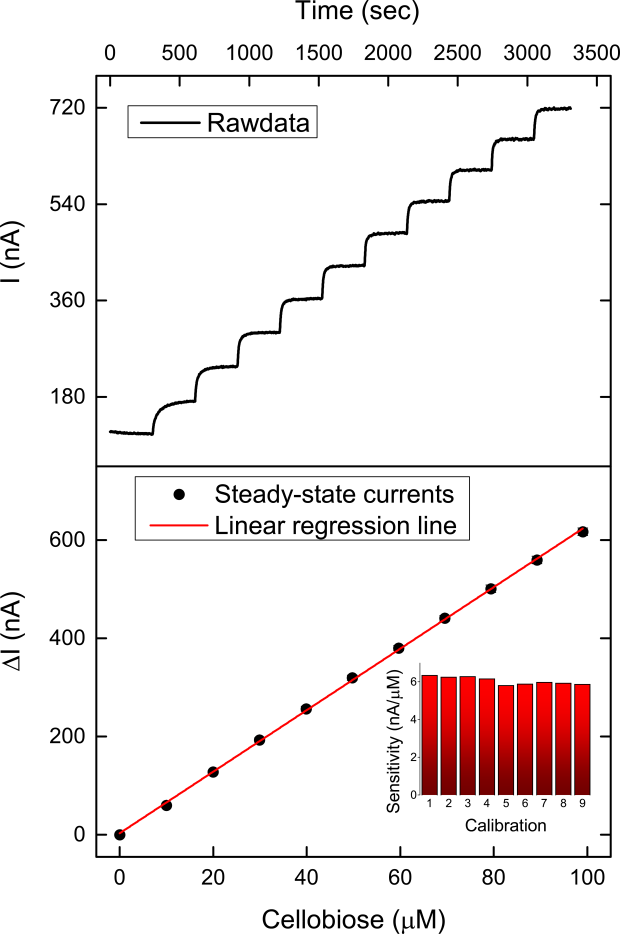 Time (sec)
0 500 1000 1500 2000 2500 3000 3500
720
540
360
180
I (nA)
Rawdata
Steady-state currents
Linear regression line
600
400
200
0
ΔI (nA)
6
4
2
0
Sensitivity (nA/μM)
1 2 3 4 5 6 7 8 9
Calibration
0 20 40 60 80 100
Cellobiose (μM)